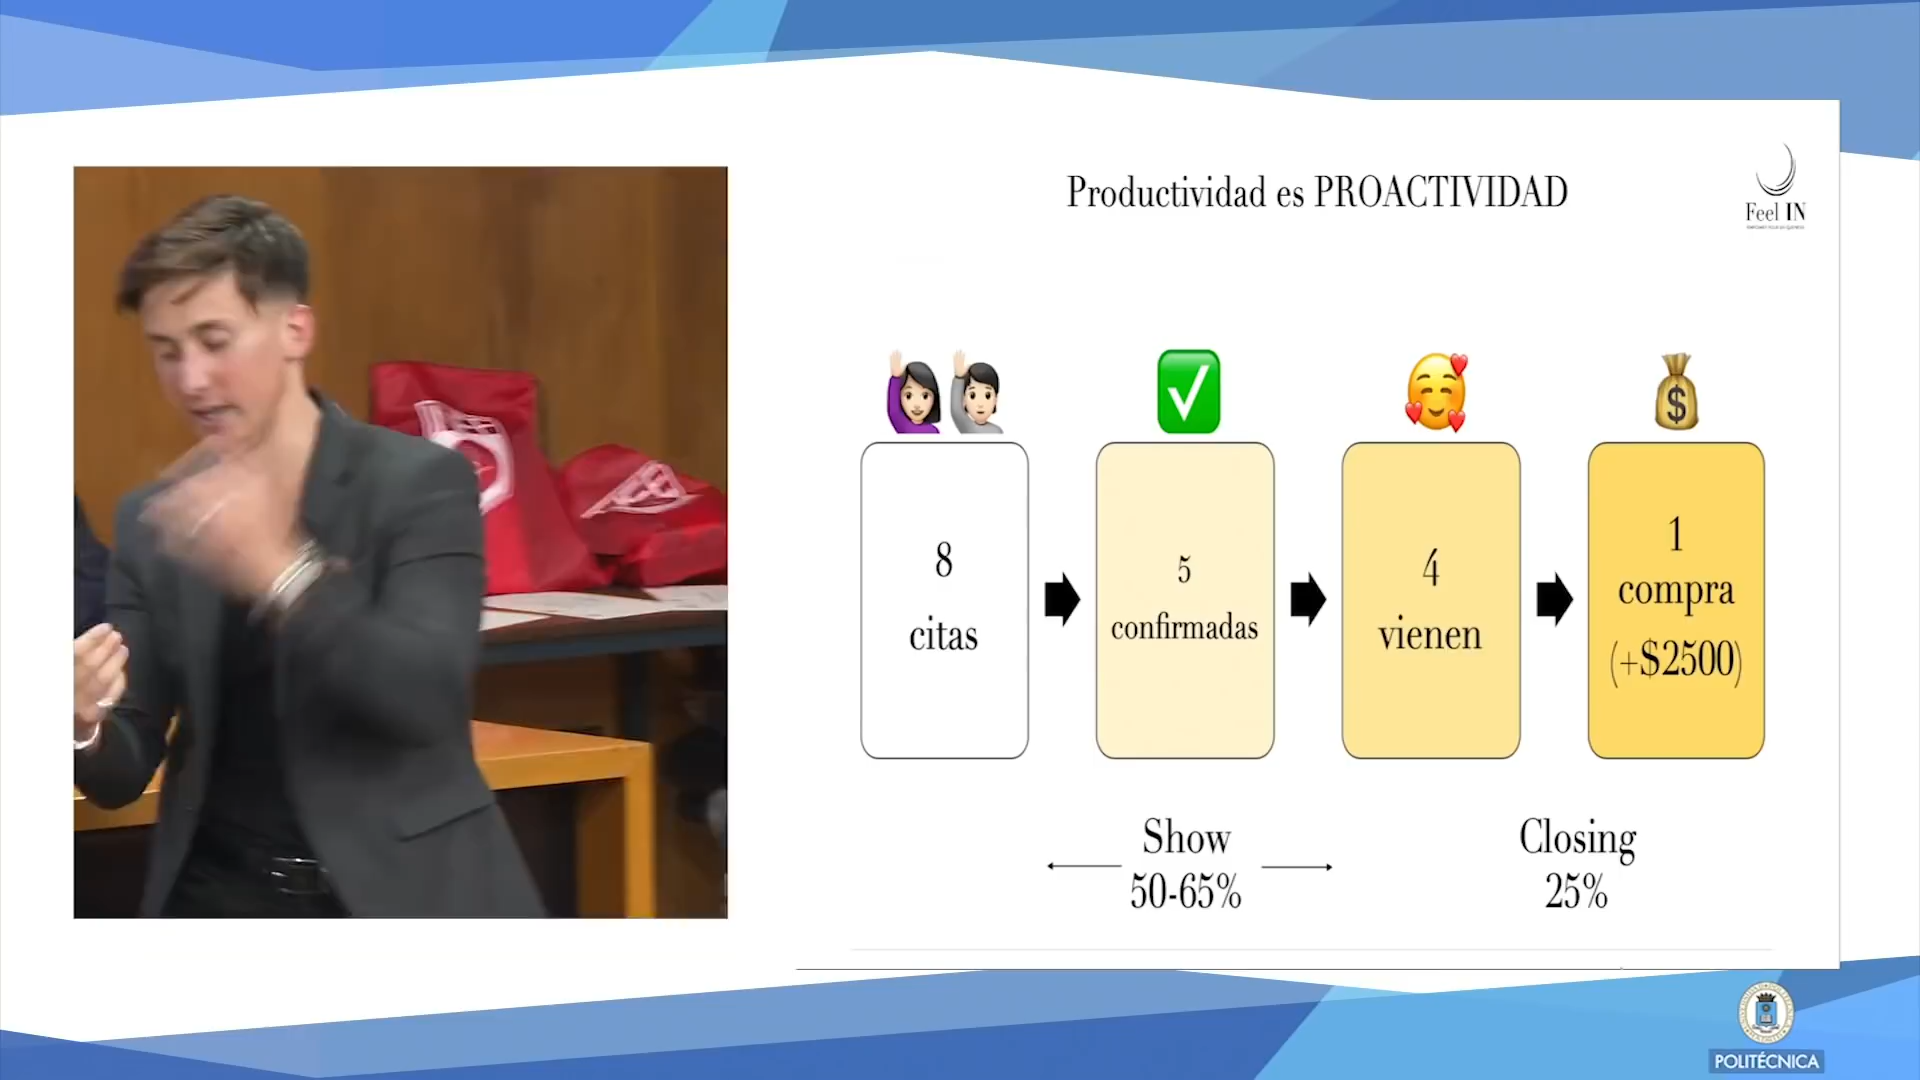 Productividad es PROACTIVIDAD
Feel IN
8
citas
5
confirmadas
4
vienen
1
compra
(+$2500)
Show
50-65%
Closing
25%
POLITÉCNICA